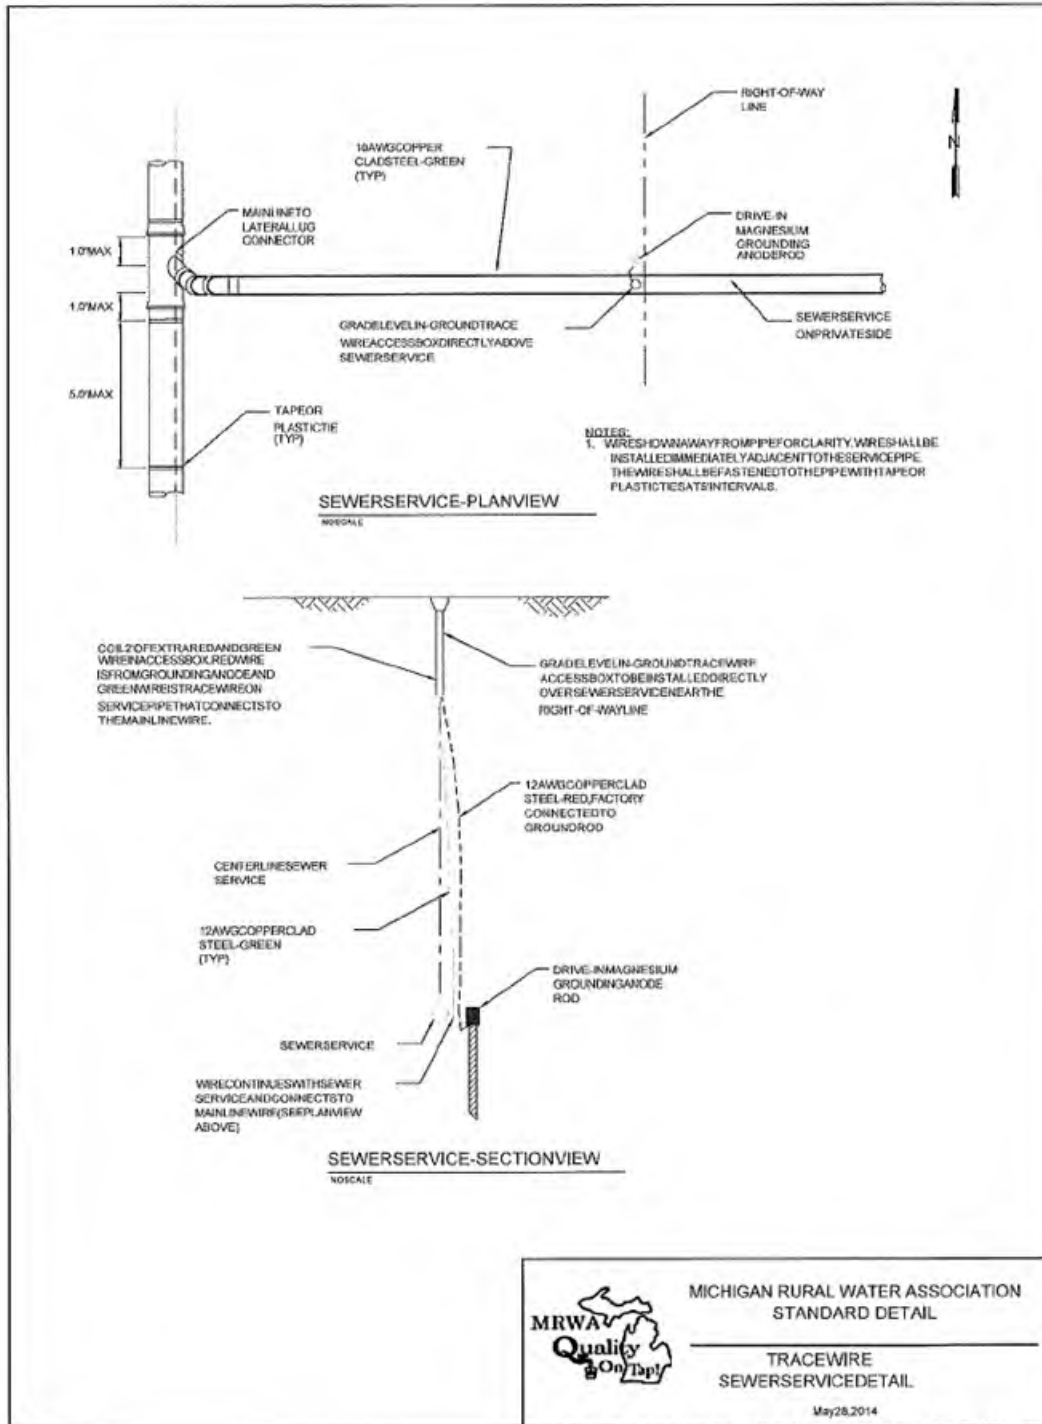 RIGHT-OF-WAY
LINE
N
10AWGCOPPER
CLADSTEEL-GREEN
(TYP)
MAINLINETO
LATERALLUG
CONNECTOR
DRIVE-IN
MAGNESIUM
GROUNDING
ANODEROD
1.0'MAX
1.0'MAX
GRADELEVELIN-GROUNDTRACE
WIREACCESSBOXDIRECTLYABOVE
SEWERSERVICE
SEWERSERVICE
ONPRIVATESIDE
5.0'MAX
TAPEOR
PLASTICTIE
(TYP)
NOTES:
1. WIRESHOWNAWAYFROMPIPEFORCLARITY.WIRESHALLBE
INSTALLEDIMMEDIATELYADJACENTTOTHESERVICEPIPE.
THEWIRESHALLBEFASTENEDTOTHEPIPEWITHTAPEOR
PLASTICTIESAT5'INTERVALS.
SEWERSERVICE-PLANVIEW
NOSCALE
COIL2'OFEXTRAREDANDGREEN
WIREINACCESSBOX.REDWIRE
ISFROMGROUNDINGANODEAND
GREENWIREISTRACEWIREON
SERVICEPIPETHATCONNECTSTO
THEMAINLINEWIRE.
GRADELEVELIN-GROUNDTRACEWIRE
ACCESSBOXTOBEINSTALLEDDIRECTLY
OVERSEWERSERVICENEARTHE
RIGHT-OF-WAYLINE
12AWGCOPPERCLAD
STEEL-RED,FACTORY
CONNECTEDTO
GROUNDROD
CENTERLINESEWER
SERVICE
12AWGCOPPERCLAD
STEEL-GREEN
(TYP)
DRIVE-INMAGNESIUM
GROUNDINGANODE
ROD
SEWERSERVICE
WIRECONTINUESWITHSEWER
SERVICEANDCONNECTSTO
MAINLINEWIRE(SEEPLANVIEW
ABOVE)
SEWERSERVICE-SECTIONVIEW
NOSCALE
MRWA
Quality
On Tap!
MICHIGAN RURAL WATER ASSOCIATION
STANDARD DETAIL
TRACEWIRE
SEWERSERVICEDETAIL
May28,2014